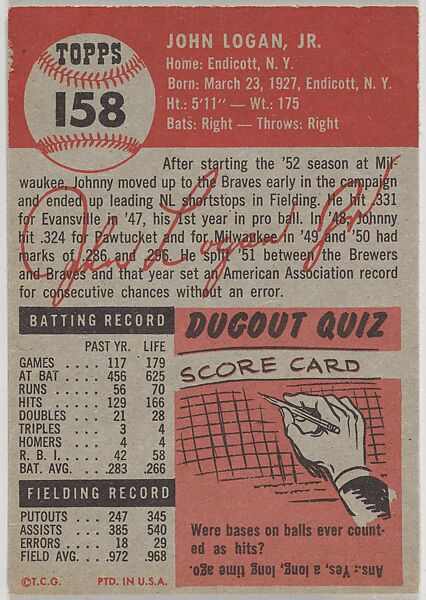 TOPPS
158
JOHN LOGAN, JR.
Home: Endicott, N. Y.
Born: March 23, 1927, Endicott, N. Y.
Ht.: 5'11" — Wt.: 175
Bats: Right — Throws: Right
After starting the '52 season at Mil-
waukee, Johnny moved up to the Braves early in the campaign
and ended up leading NL shortstops in Fielding. He hit .331
for Evansville in '47, his 1st year in pro ball. In '48, Johnny
hit .324 for Pawtucket and for Milwaukee in '49 and '50 had
marks of .286 and .296. He split '51 between the Brewers
and Braves and that year set an American Association record
for consecutive chances without an error.
John Logan Jr.
BATTING RECORD
PAST YR. LIFE
GAMES . . . . 117 179
AT BAT . . . . 456 625
RUNS . . . . . 56 70
HITS . . . . . 129 166
DOUBLES . . 21 28
TRIPLES . . . 3 4
HOMERS . . . 4 4
R. B. I. . . . . . 42 58
BAT. AVG. . . .283 .266
FIELDING RECORD
PUTOUTS . . . 247 345
ASSISTS . . . 385 540
ERRORS . . . . 18 29
FIELD AVG. . . .972 .968
©T.C.G. PTD. IN U.S.A.
DUGOUT QUIZ
SCORE CARD
Were bases on balls ever count-
ed as hits?
Ans.: Yes, a long, long time ago.